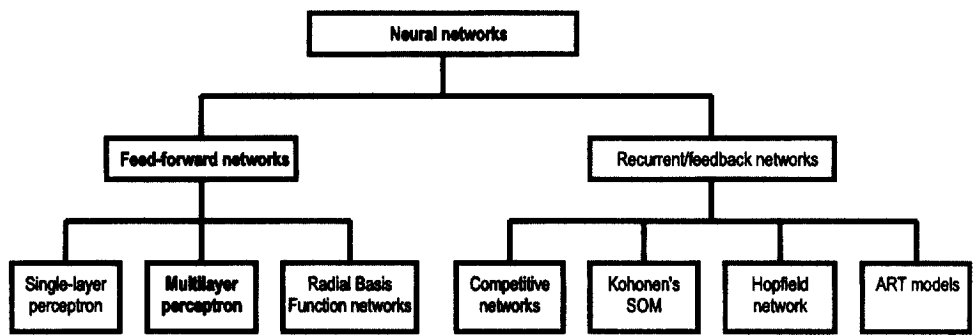 Neural networks
Feed-forward networks
Recurrent/feedback networks
Single-layer
perceptron
Multilayer
perceptron
Radial Basis
Function networks
Competitive
networks
Kohonen's
SOM
Hopfield
network
ART models